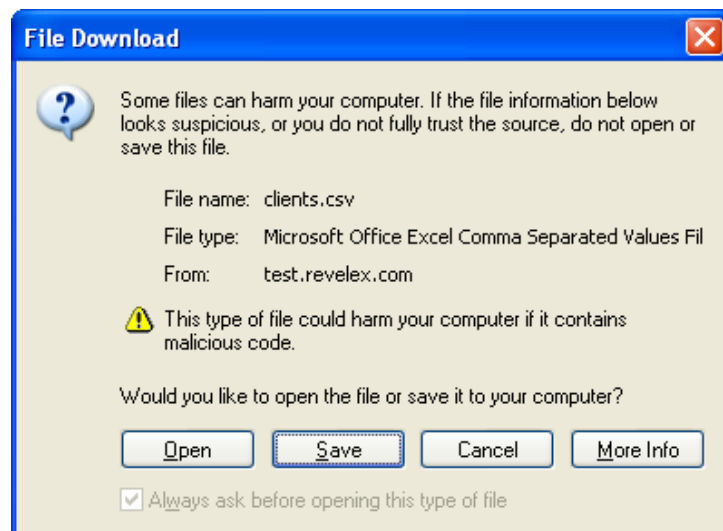 File Download
Some files can harm your computer. If the file information below
looks suspicious, or you do not fully trust the source, do not open or
save this file.
File name: clients.csv
File type: Microsoft Office Excel Comma Separated Values Fil
From: test.revelex.com
This type of file could harm your computer if it contains
malicious code.
Would you like to open the file or save it to your computer?
Open Save Cancel More Info
Always ask before opening this type of file